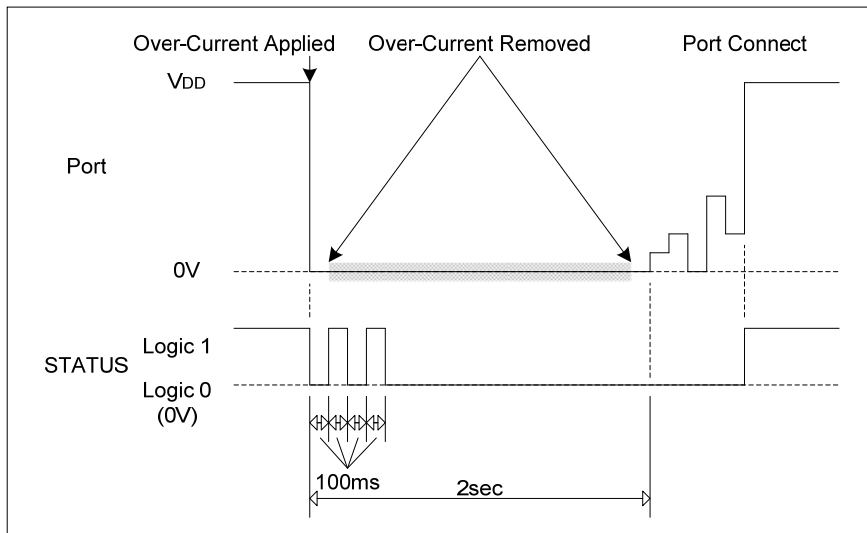 Over-Current Applied
Over-Current Removed
Port Connect
VDD
Port
0V
Logic 1
STATUS
Logic 0
(0V)
100ms
2sec